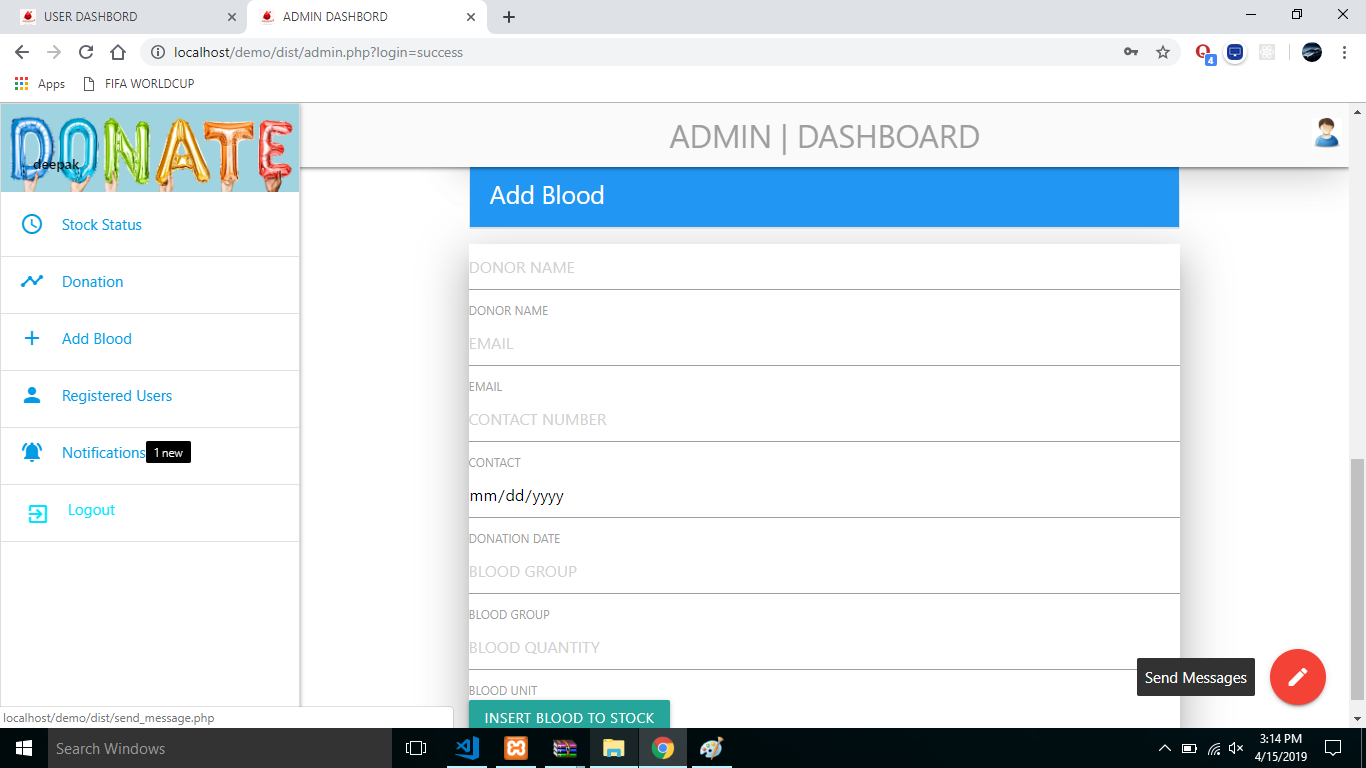 USER DASHBORD
ADMIN DASHBORD
localhost/demo/dist/admin.php?login=success
4
Apps
FIFA WORLDCUP
DONATE
deepak
ADMIN | DASHBOARD
Stock Status
Donation
Add Blood
Registered Users
Notifications 1 new
Logout
Add Blood
DONOR NAME
DONOR NAME
EMAIL
EMAIL
CONTACT NUMBER
CONTACT
mm/dd/yyyy
DONATION DATE
BLOOD GROUP
BLOOD GROUP
BLOOD QUANTITY
BLOOD UNIT
INSERT BLOOD TO STOCK
Send Messages
localhost/demo/dist/send_message.php
Search Windows
3:14 PM
4/15/2019